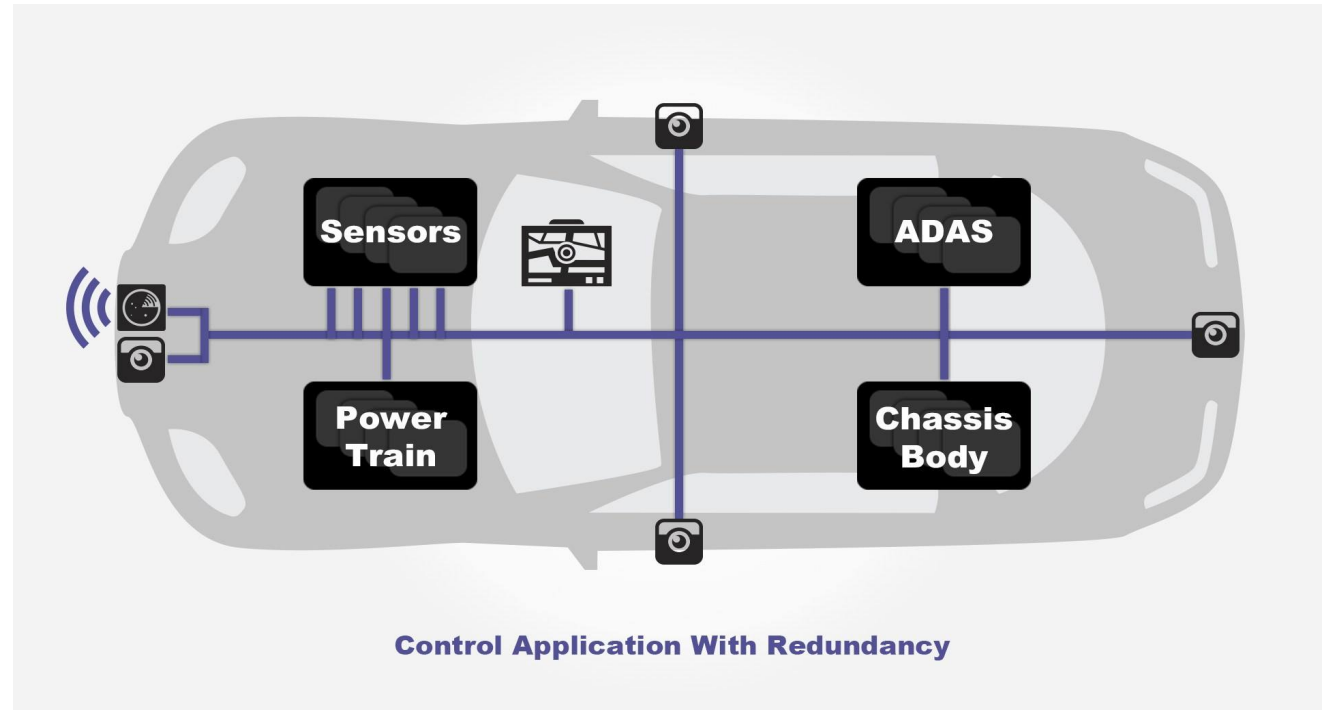 Sensors
ADAS
Power
Train
Chassis
Body
Control Application With Redundancy